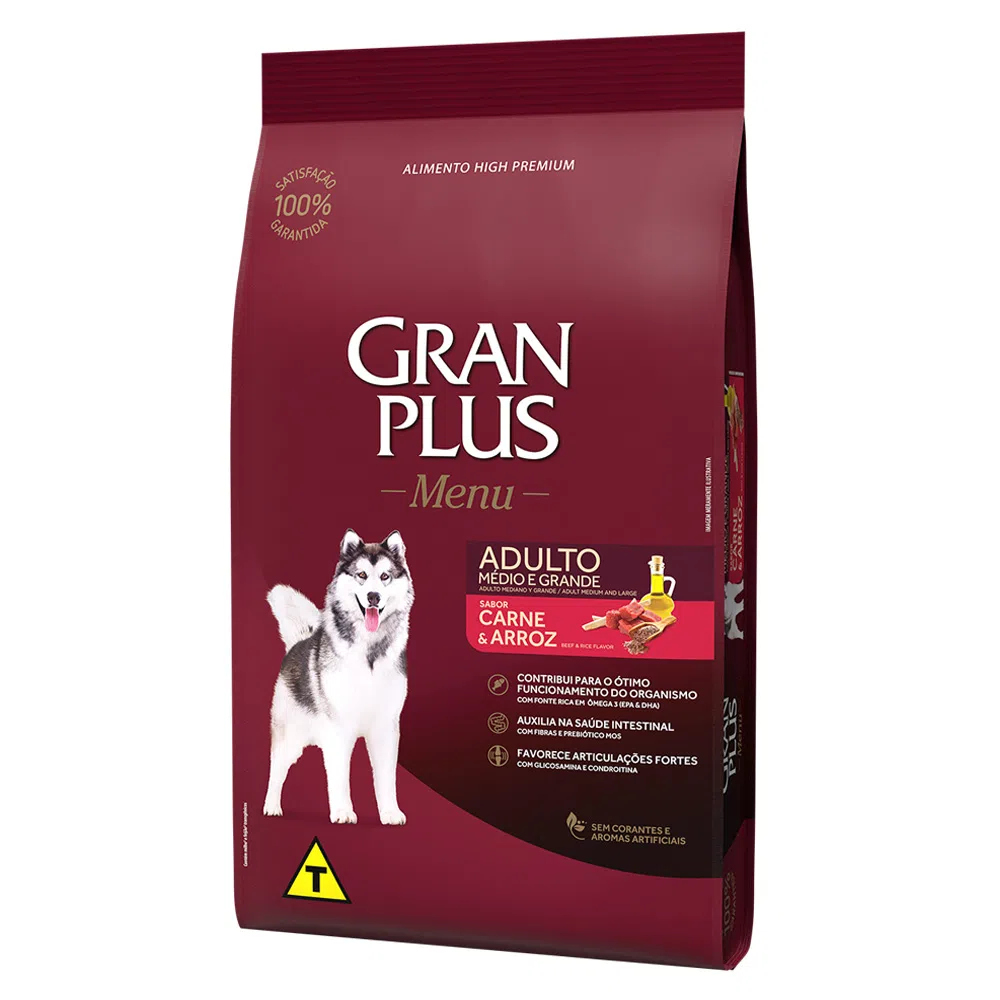 ALIMENTO HIGH PREMIUM
SATISFAÇÃO
100%
GARANTIDA
GRAN
PLUS
Menu
ADULTO
MÉDIO E GRANDE
ADULTO MEDIANO Y GRANDE / ADULT MEDIUM AND LARGE
SABOR
CARNE
& ARROZ
BEEF & RICE FLAVOR
CONTRIBUI PARA O ÓTIMO
FUNCIONAMENTO DO ORGANISMO
COM FONTE RICA EM ÔMEGA 3 (EPA & DHA)
AUXILIA NA SAÚDE INTESTINAL
COM FIBRAS E PREBIÓTICO MOS
FAVORECE ARTICULAÇÕES FORTES
COM GLICOSAMINA E CONDROITINA
SEM CORANTES E
AROMAS ARTIFICIAIS
T
IMAGEM MERAMENTE ILUSTRATIVA
CARNE
& ARROZ
GRAN
PLUS
Menu
100%